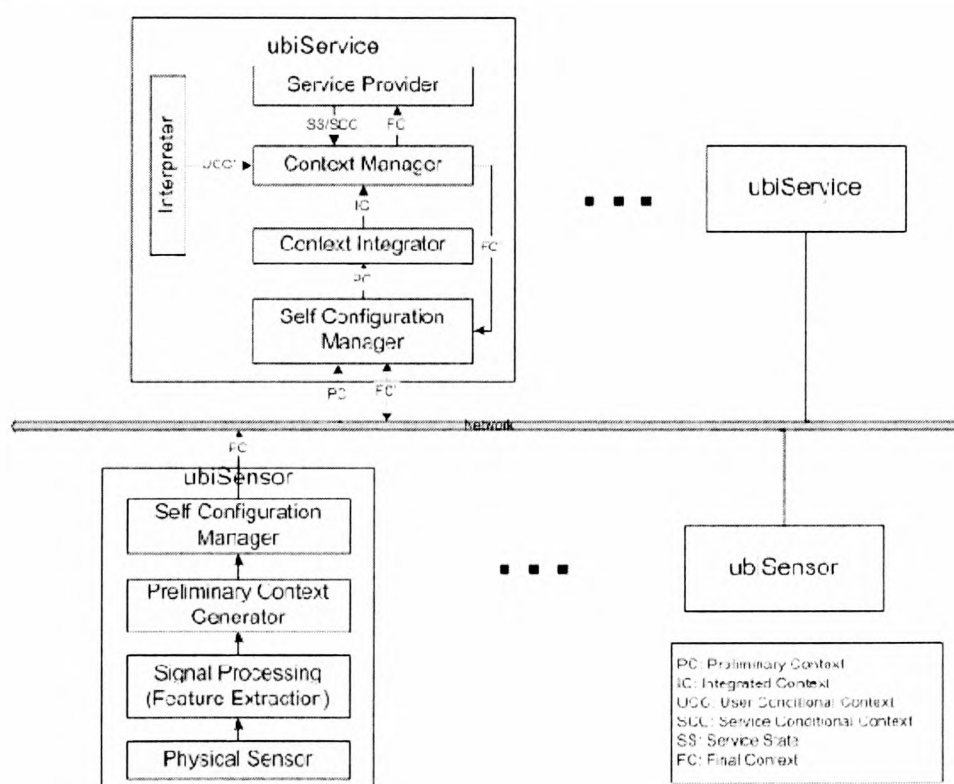 ubiService
Service Provider
SS/SCC
FC
Interpreter
UCC'
Context Manager
IC
Context Integrator
FC'
PC
Self Configuration
Manager
PC
FC'
ubiService
Network
PC
ubiSensor
Self Configuration
Manager
Preliminary Context
Generator
Signal Processing
(Feature Extraction)
Physical Sensor
ubiSensor
PC: Preliminary Context
IC: Integrated Context
UCC: User Conditional Context
SCC: Service Conditional Context
SS: Service State
FC: Final Context